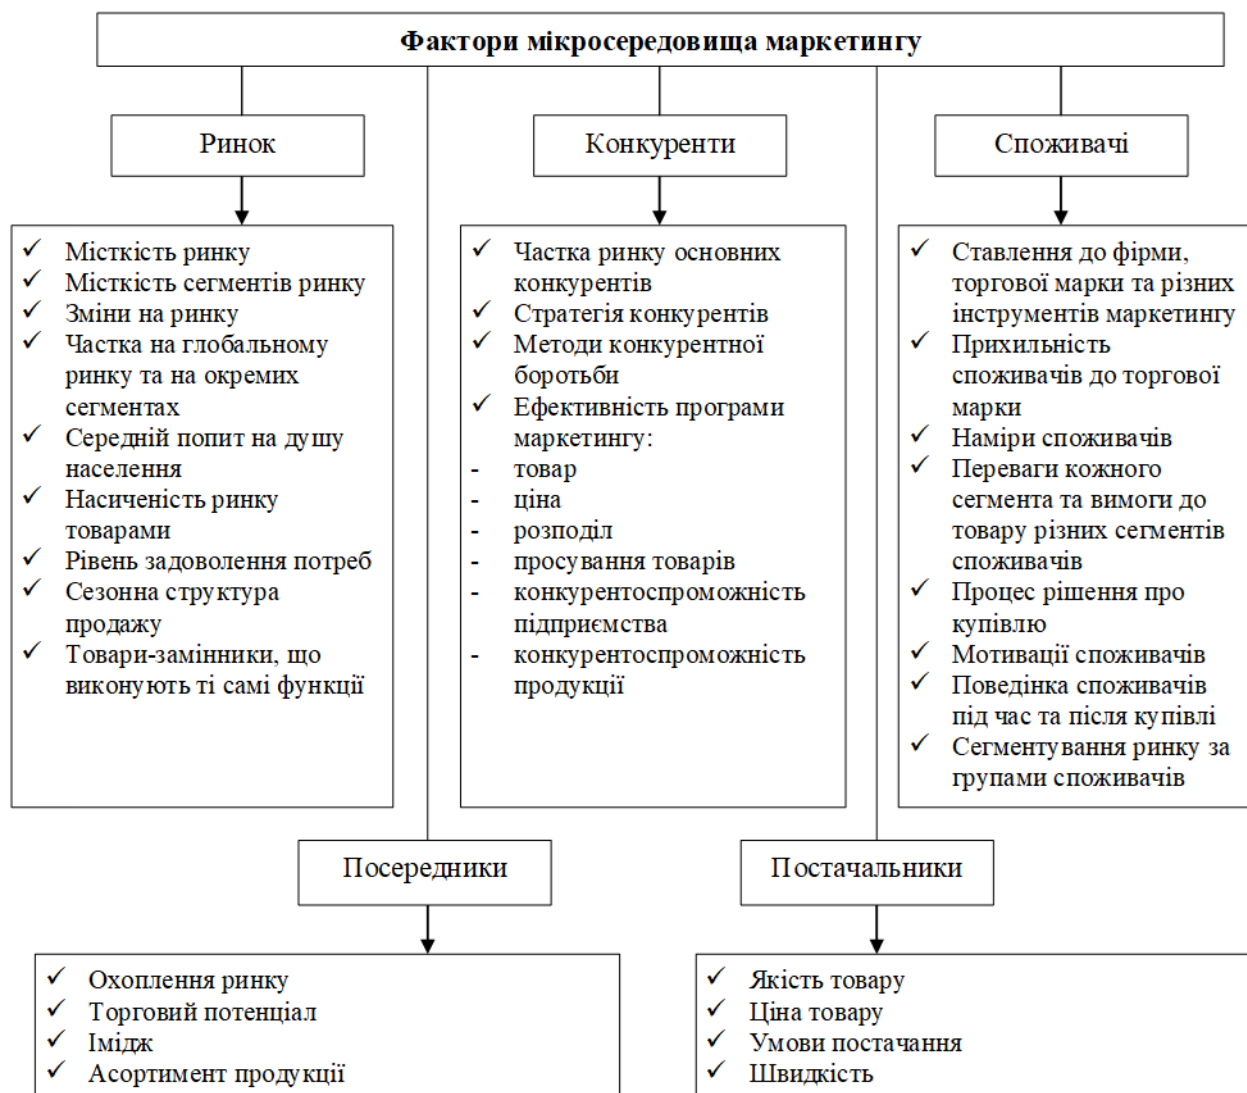 Фактори мікросередовища маркетингу
Ринок
Конкуренти
Споживачі
✓ Місткість ринку
✓ Місткість сегментів ринку
✓ Зміни на ринку
✓ Частка на глобальному
ринку та на окремих
сегментах
✓ Середній попит на душу
населення
✓ Насиченість ринку
товарами
✓ Рівень задоволення потреб
✓ Сезонна структура
продажу
✓ Товари-замінники, що
виконують ті самі функції
✓ Частка ринку основних
конкурентів
✓ Стратегія конкурентів
✓ Методи конкурентної
боротьби
✓ Ефективність програми
маркетингу:
- товар
- ціна
- розподіл
- просування товарів
- конкурентоспроможність
підприємства
- конкурентоспроможність
продукції
✓ Ставлення до фірми,
торгової марки та різних
інструментів маркетингу
✓ Прихильність
споживачів до торгової
марки
✓ Наміри споживачів
✓ Переваги кожного
сегмента та вимоги до
товару різних сегментів
споживачів
✓ Процес рішення про
купівлю
✓ Мотивації споживачів
✓ Поведінка споживачів
під час та після купівлі
✓ Сегментування ринку за
групами споживачів
Посередники
Постачальники
✓ Охоплення ринку
✓ Торговий потенціал
✓ Імідж
✓ Асортимент продукції
✓ Якість товару
✓ Ціна товару
✓ Умови постачання
✓ Швидкість